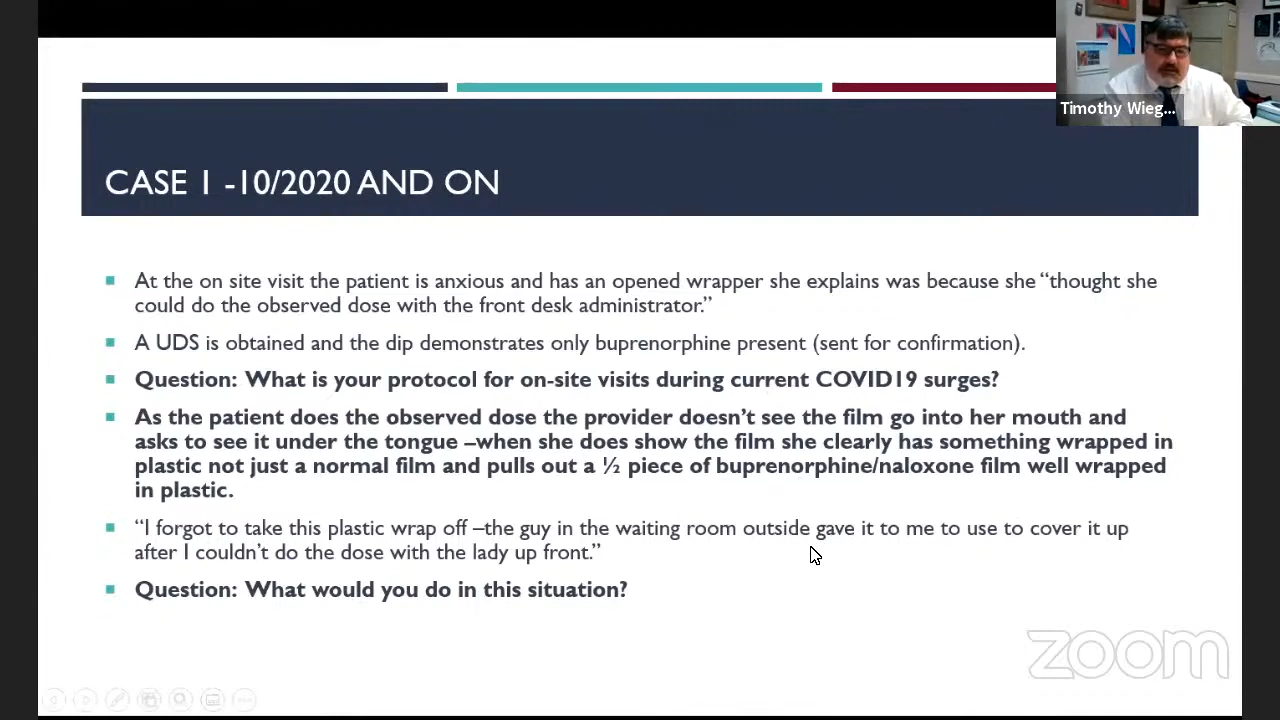 Timothy Wieg...
CASE 1 -10/2020 AND ON
At the on site visit the patient is anxious and has an opened wrapper she explains was because she “thought she
could do the observed dose with the front desk administrator.”
A UDS is obtained and the dip demonstrates only buprenorphine present (sent for confirmation).
Question: What is your protocol for on-site visits during current COVID19 surges?
As the patient does the observed dose the provider doesn’t see the film go into her mouth and
asks to see it under the tongue –when she does show the film she clearly has something wrapped in
plastic not just a normal film and pulls out a ½ piece of buprenorphine/naloxone film well wrapped
in plastic.
“I forgot to take this plastic wrap off –the guy in the waiting room outside gave it to me to use to cover it up
after I couldn’t do the dose with the lady up front.”
Question: What would you do in this situation?
zoom